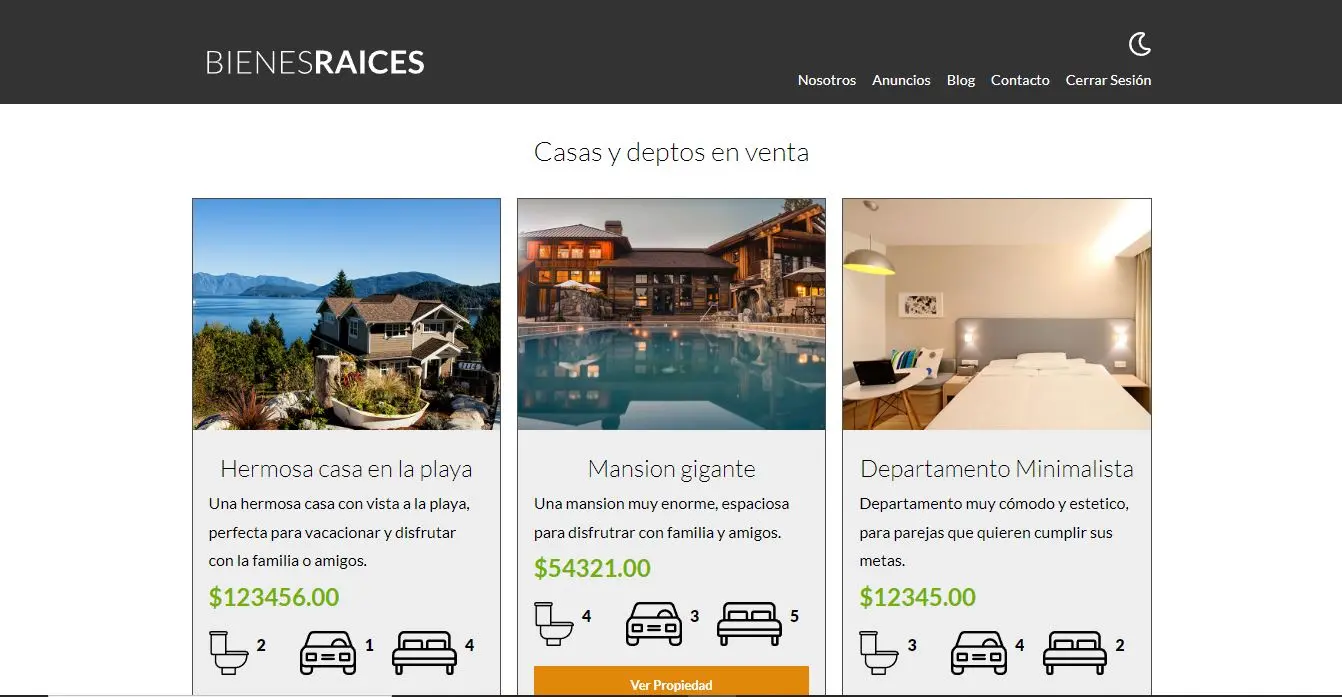 BIENESRAICES
Nosotros Anuncios Blog Contacto Cerrar Sesión
Casas y deptos en venta
1114
Hermosa casa en la playa
Una hermosa casa con vista a la playa,
perfecta para vacacionar y disfrutar
con la familia o amigos.
$123456.00
2 1 4
Mansion gigante
Una mansion muy enorme, espaciosa
para disfrutrar con familia y amigos.
$54321.00
4 3 5
Ver Propiedad
Departamento Minimalista
Departamento muy cómodo y estetico,
para parejas que quieren cumplir sus
metas.
$12345.00
3 4 2